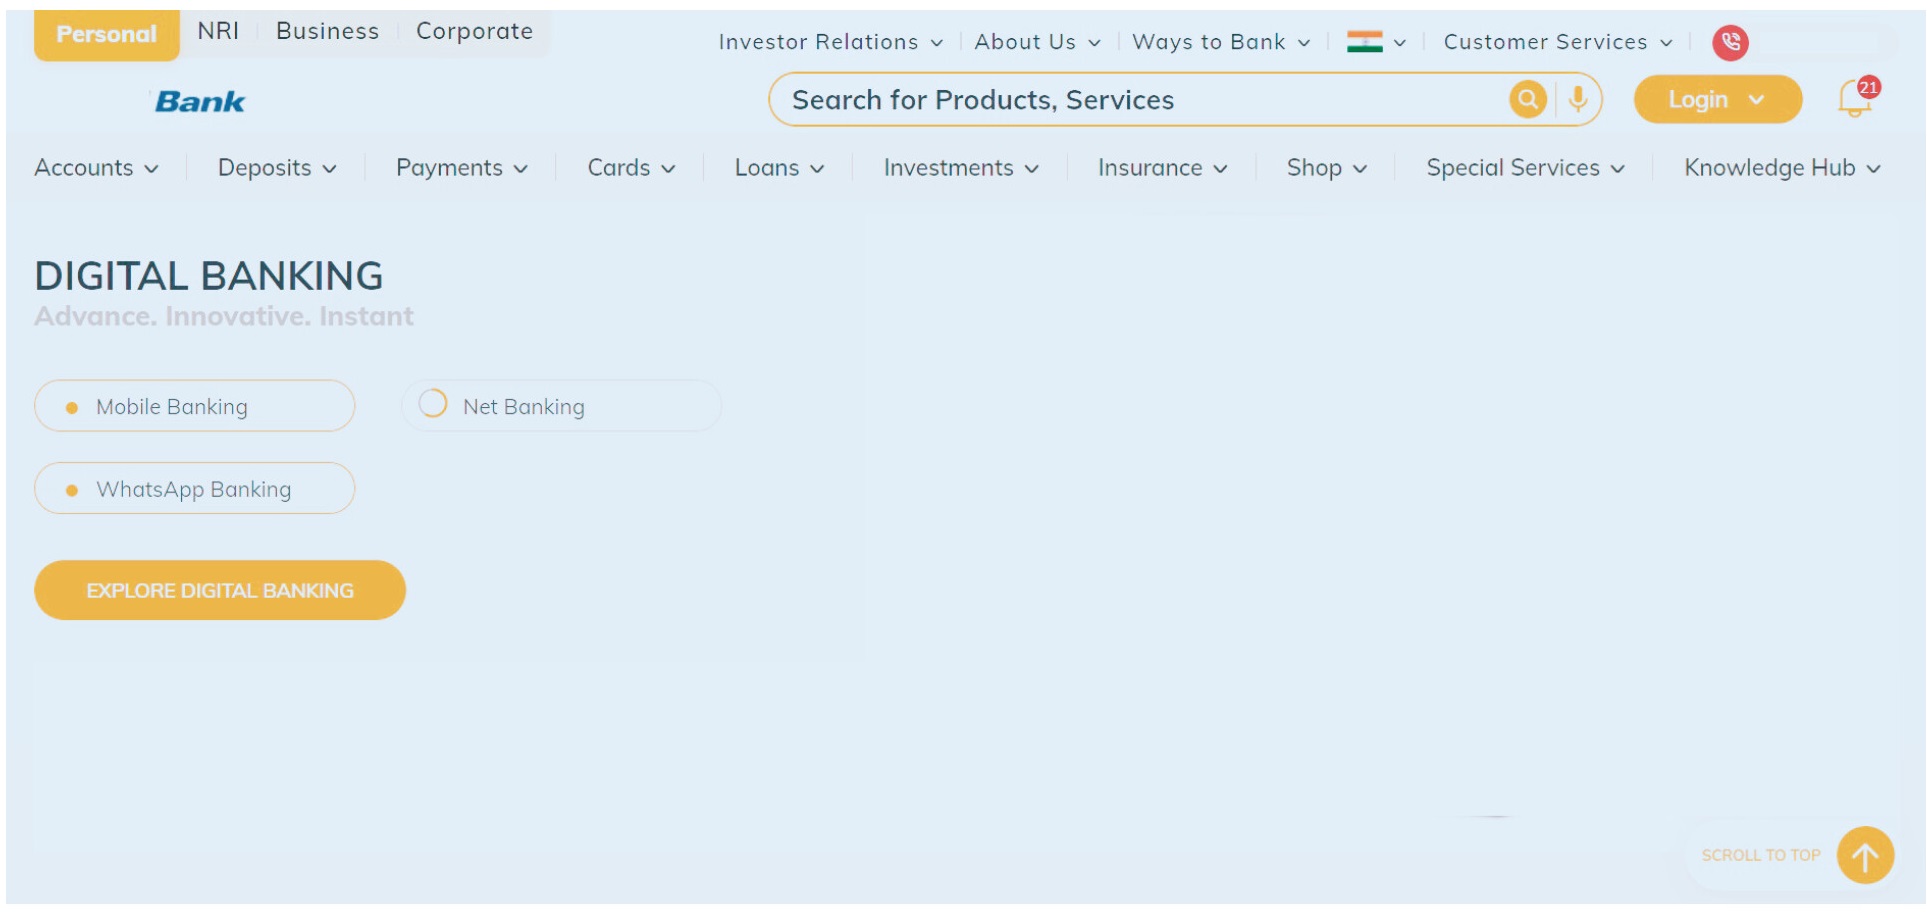 Personal NRI Business Corporate
Investor Relations About Us Ways to Bank Customer Services
Bank
Search for Products, Services
Login
21
Accounts Deposits Payments Cards Loans Investments Insurance Shop Special Services Knowledge Hub
DIGITAL BANKING
Advance. Innovative. Instant
Mobile Banking Net Banking
WhatsApp Banking
EXPLORE DIGITAL BANKING
SCROLL TO TOP